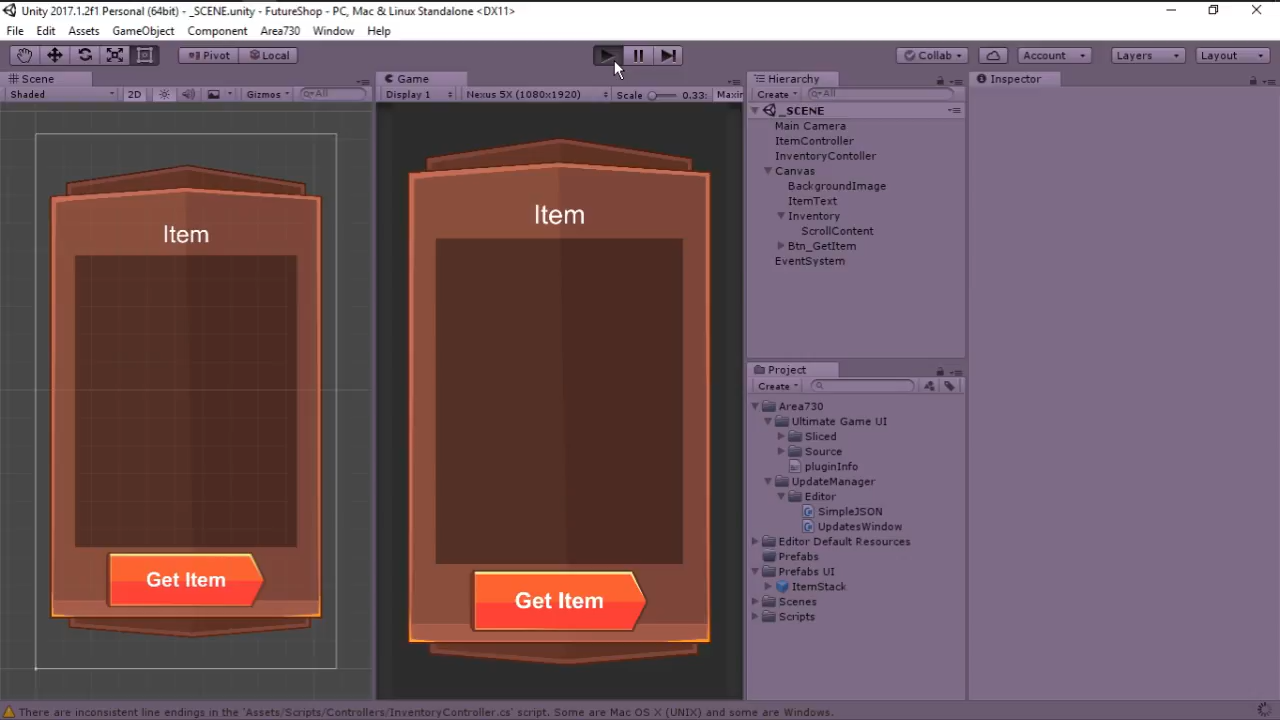 Unity 2017.1.2f1 Personal (64bit) - _SCENE.unity - FutureShop - PC, Mac & Linux Standalone <DX11>
File Edit Assets GameObject Component Area730 Window Help
Pivot Local Collab Account Layers Layout
Scene
Shaded 2D Gizmos All
Item
Get Item
Game
Display 1 Nexus 5X (1080x1920) Scale 0.33: Maxin
Item
Get Item
Hierarchy
Create All
_SCENE
Main Camera
ItemController
InventoryContoller
Canvas
BackgroundImage
ItemText
Inventory
ScrollContent
Btn_GetItem
EventSystem
Project
Create
Area730
Ultimate Game UI
Sliced
Source
pluginInfo
UpdateManager
Editor
SimpleJSON
UpdatesWindow
Editor Default Resources
Prefabs
Prefabs UI
ItemStack
Scenes
Scripts
Inspector
There are inconsistent line endings in the 'Assets/Scripts/Controllers/InventoryController.cs' script. Some are Mac OS X (UNIX) and some are Windows.